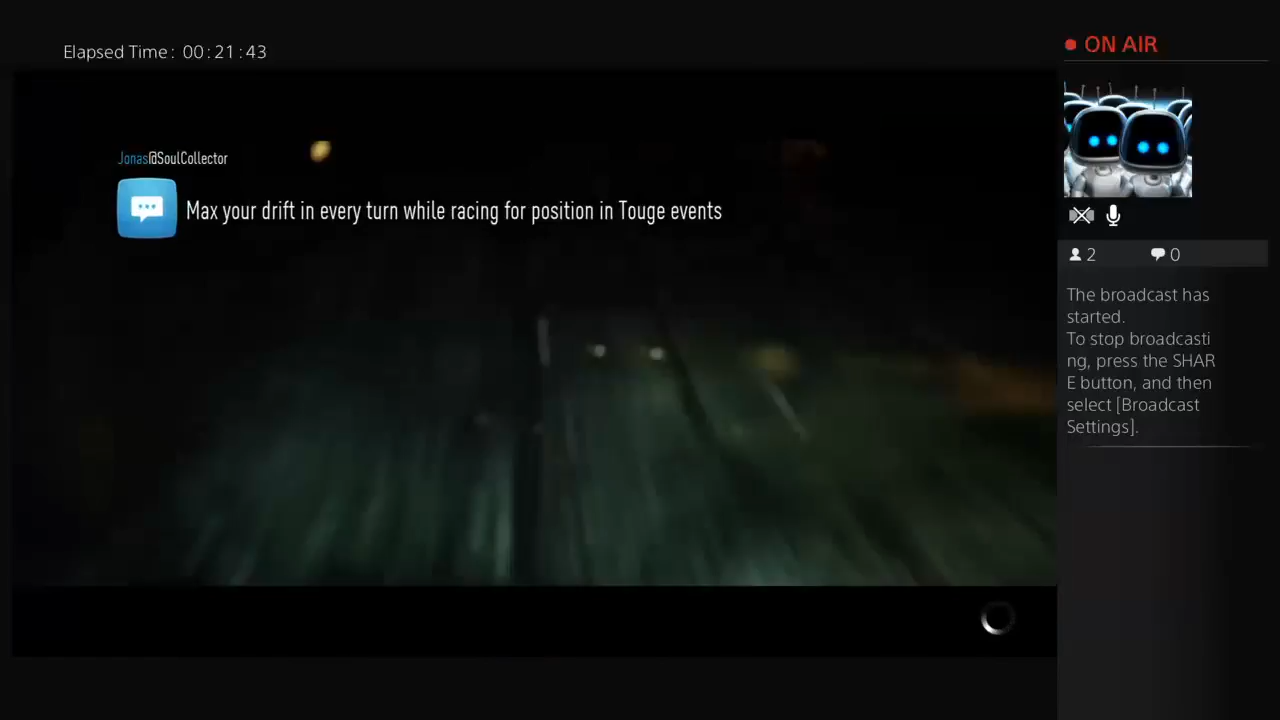 Elapsed Time: 00:21:43
ON AIR
Jonas@SoulCollector
Max your drift in every turn while racing for position in Touge events
2
0
The broadcast has
started.
To stop broadcasti
ng, press the SHAR
E button, and then
select [Broadcast
Settings].